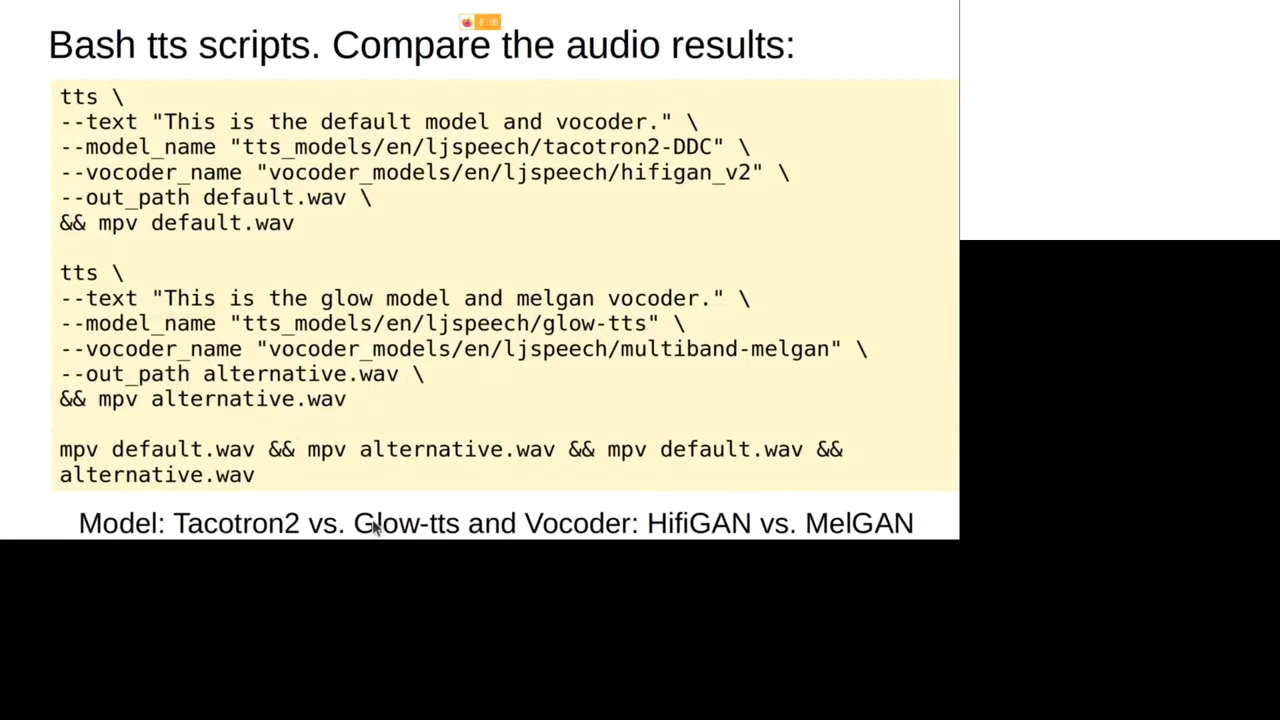 Bash tts scripts. Compare the audio results:
tts \
--text "This is the default model and vocoder." \
--model_name "tts_models/en/ljspeech/tacotron2-DDC" \
--vocoder_name "vocoder_models/en/ljspeech/hifigan_v2" \
--out_path default.wav \
&& mpv default.wav
tts \
--text "This is the glow model and melgan vocoder." \
--model_name "tts_models/en/ljspeech/glow-tts" \
--vocoder_name "vocoder_models/en/ljspeech/multiband-melgan" \
--out_path alternative.wav \
&& mpv alternative.wav
mpv default.wav && mpv alternative.wav && mpv default.wav &&
alternative.wav
Model: Tacotron2 vs. Glow-tts and Vocoder: HifiGAN vs. MelGAN